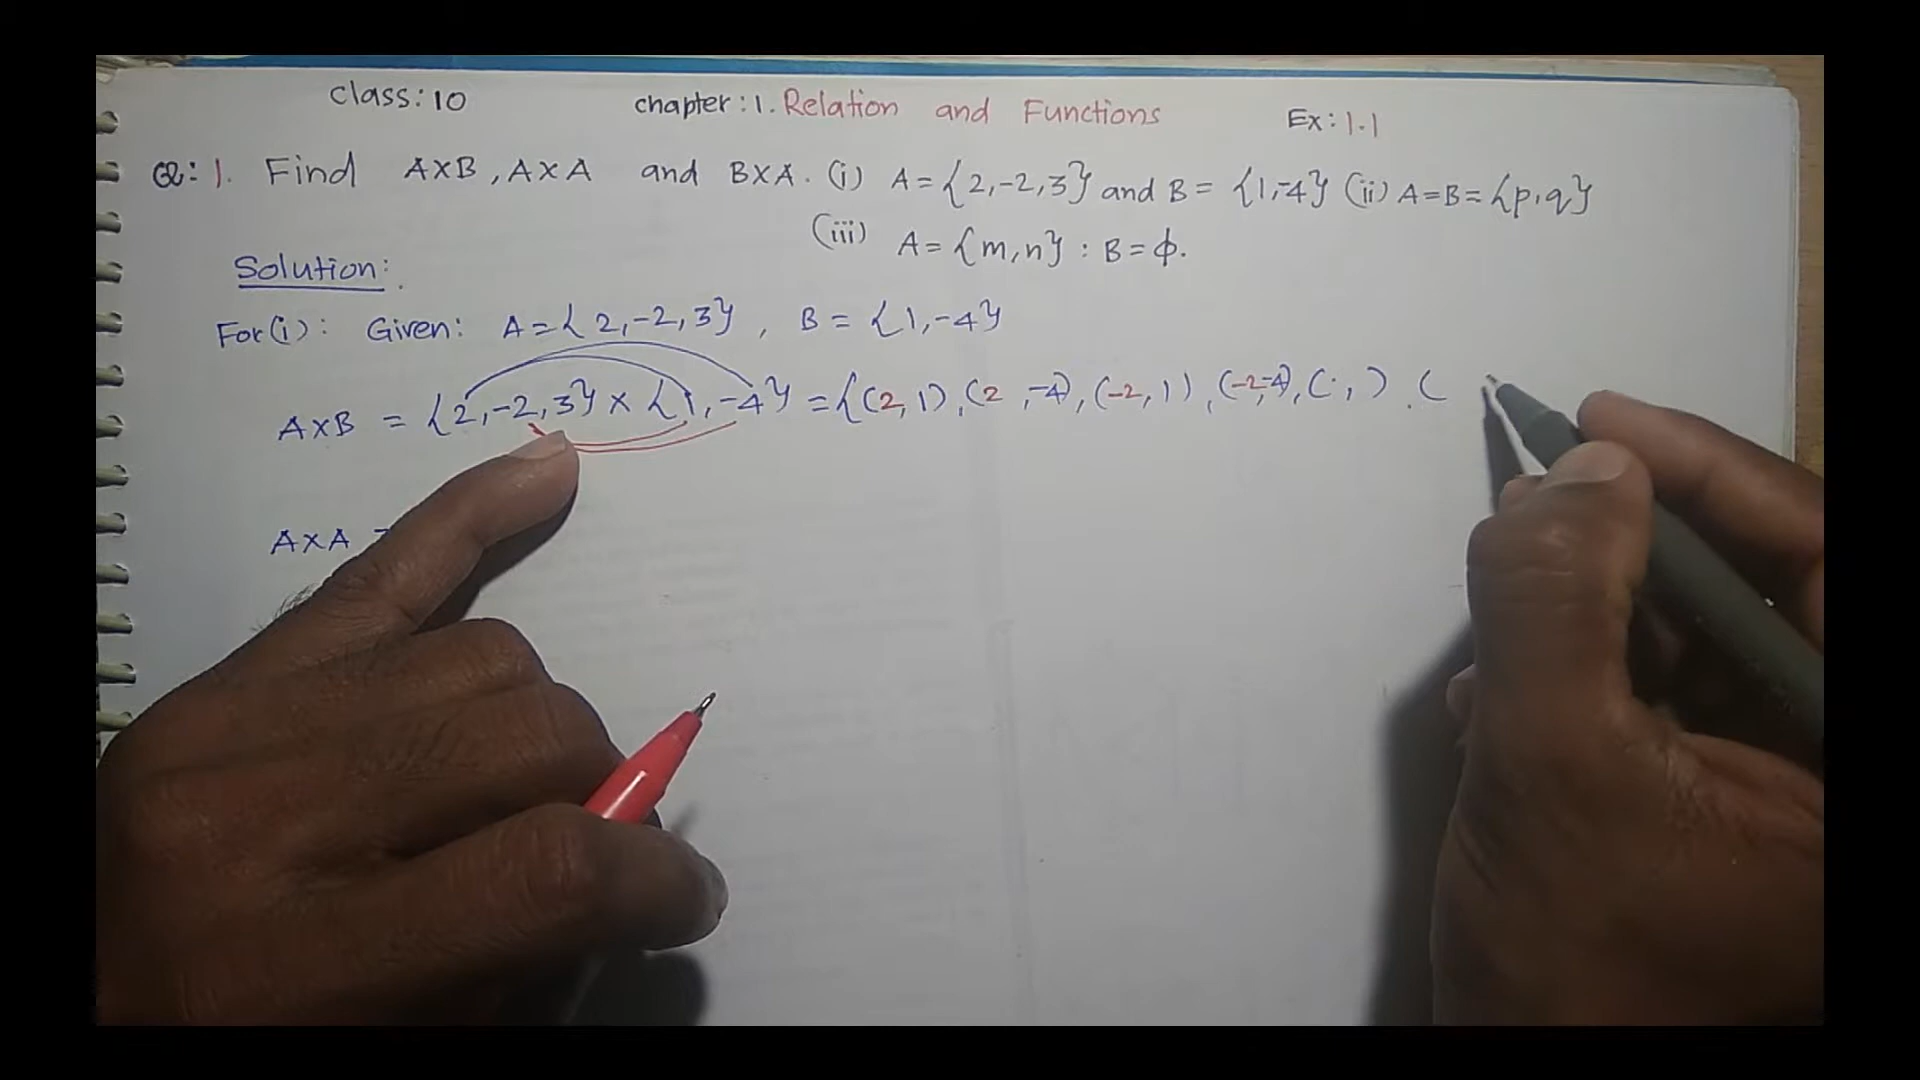 class: 10 chapter: 1. Relation and Functions Ex: 1.1
Q: 1. Find A×B, A×A and B×A. (i) A = {2,-2,3} and B = {1,-4} (ii) A=B= {p,q}
(iii) A = {m,n} : B = ϕ.
Solution:
For(i): Given: A = {2,-2,3}, B = {1,-4}
A×B = {2,-2,3} × {1,-4} = {(2,1), (2,-4), (-2,1), (-2,-4), ( , ), (
A×A =